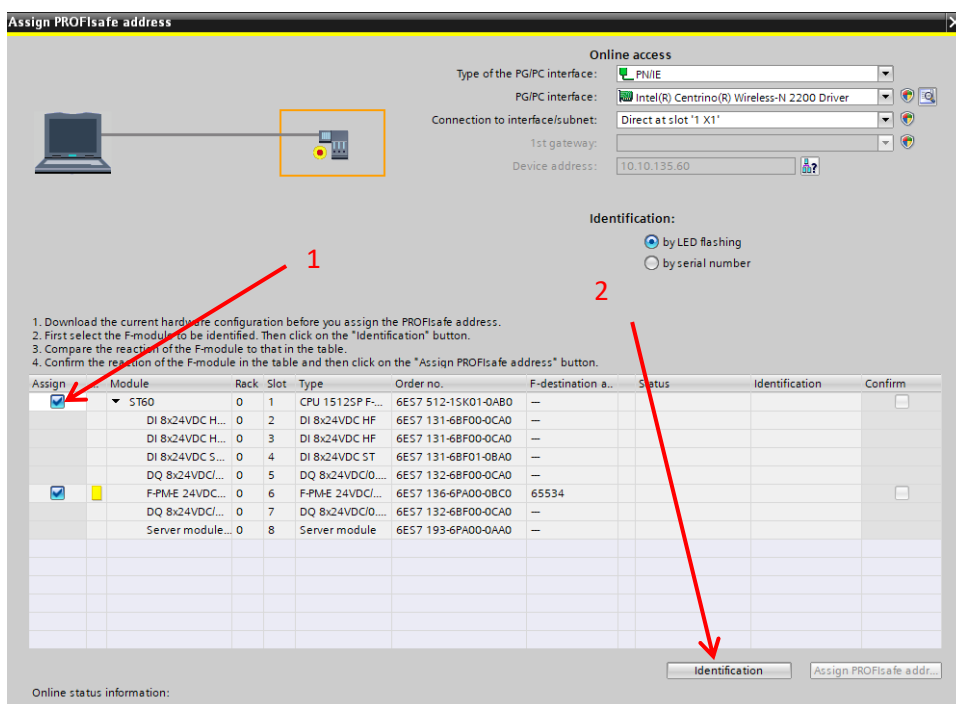 Assign PROFIsafe address
Online access
Type of the PG/PC interface: PN/IE
PG/PC interface: Intel(R) Centrino(R) Wireless-N 2200 Driver
Connection to interface/subnet: Direct at slot '1 X1'
1st gateway:
Device address: 10.10.135.60
Identification:
by LED flashing
by serial number
1
2
1. Download the current hardware configuration before you assign the PROFIsafe address.
2. First select the F-module to be identified. Then click on the "Identification" button.
3. Compare the reaction of the F-module to that in the table.
4. Confirm the reaction of the F-module in the table and then click on the "Assign PROFIsafe address" button.
Assign ... Module Rack Slot Type Order no. F-destination a.. Status Identification Confirm
ST60 0 1 CPU 1512SP F-... 6ES7 512-1SK01-0AB0 —
DI 8x24VDC H... 0 2 DI 8x24VDC HF 6ES7 131-6BF00-0CA0 —
DI 8x24VDC H... 0 3 DI 8x24VDC HF 6ES7 131-6BF00-0CA0 —
DI 8x24VDC S... 0 4 DI 8x24VDC ST 6ES7 131-6BF01-0BA0 —
DQ 8x24VDC/... 0 5 DQ 8x24VDC/0.... 6ES7 132-6BF00-0CA0 —
F-PM-E 24VDC... 0 6 F-PM-E 24VDC/... 6ES7 136-6PA00-0BC0 65534
DQ 8x24VDC/... 0 7 DQ 8x24VDC/0.... 6ES7 132-6BF00-0CA0 —
Server module... 0 8 Server module 6ES7 193-6PA00-0AA0 —
Identification Assign PROFIsafe addr...
Online status information: